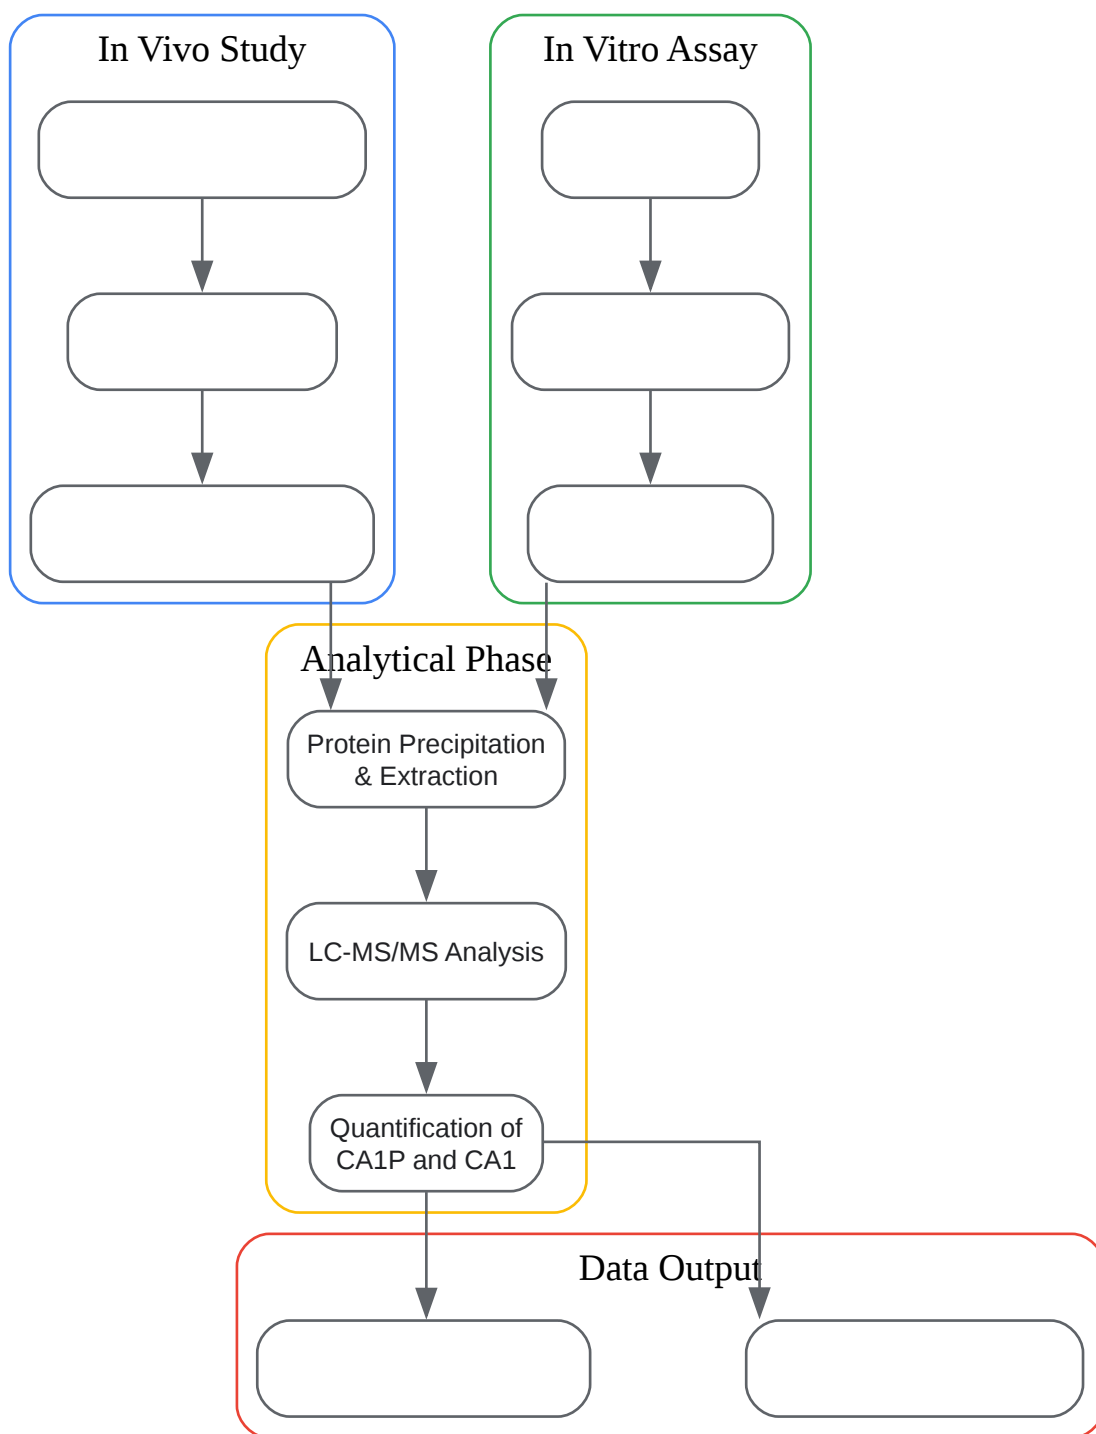 In Vivo Study
In Vitro Assay
Analytical Phase
Protein Precipitation
& Extraction
LC-MS/MS Analysis
Quantification of
CA1P and CA1
Data Output